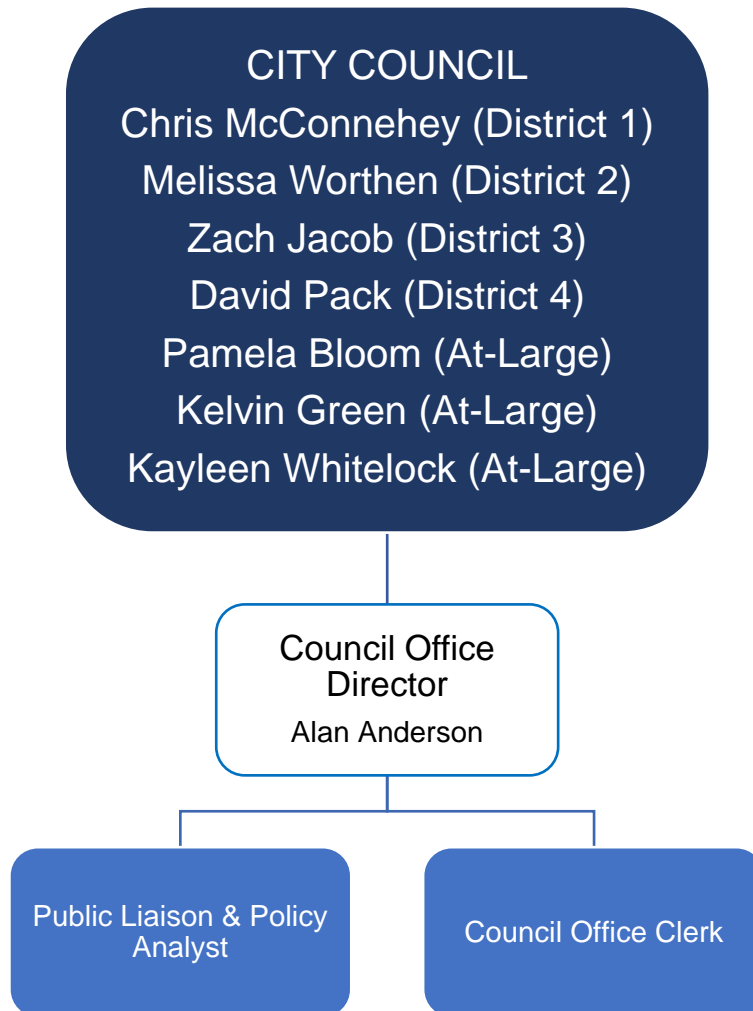 CITY COUNCIL
Chris McConnehey (District 1)
Melissa Worthen (District 2)
Zach Jacob (District 3)
David Pack (District 4)
Pamela Bloom (At-Large)
Kelvin Green (At-Large)
Kayleen Whitelock (At-Large)
Council Office
Director
Alan Anderson
Public Liaison & Policy
Analyst
Council Office Clerk